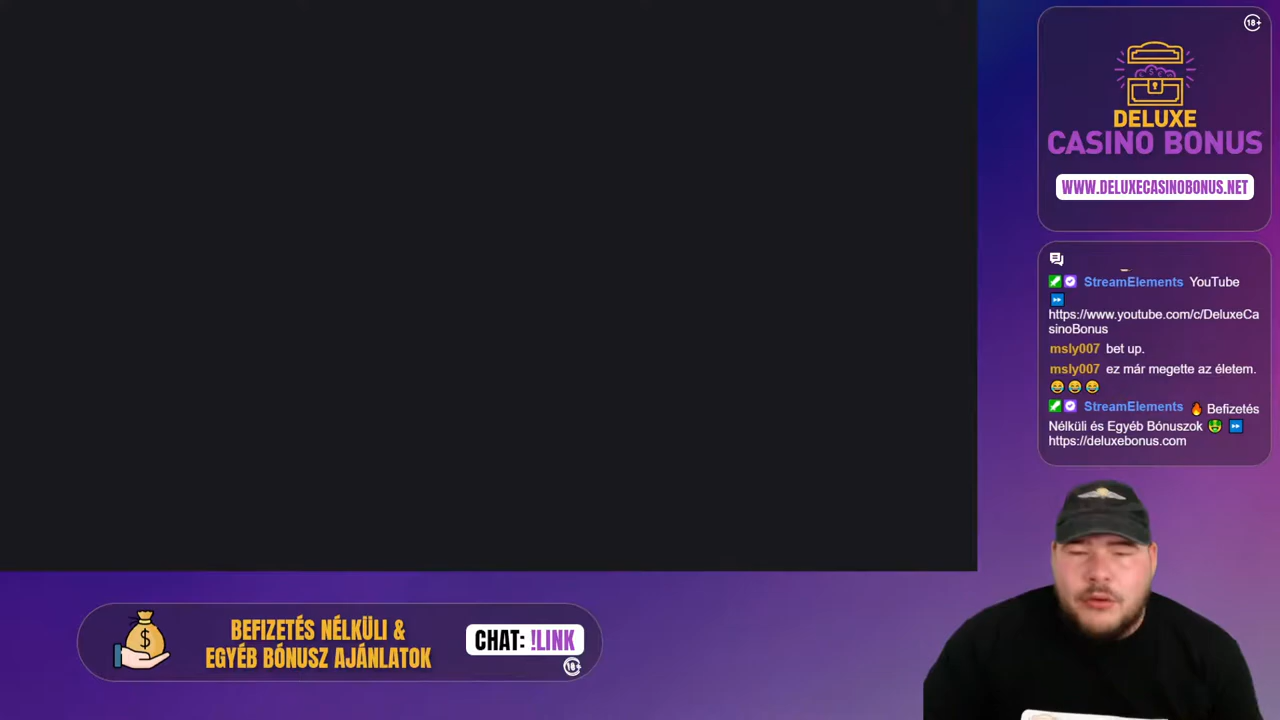 18+
DELUXE
CASINO BONUS
WWW.DELUXECASINOBONUS.NET
StreamElements YouTube
https://www.youtube.com/c/DeluxeCa
sinoBonus
msly007 bet up.
msly007 ez már megette az életem.
StreamElements Befizetés
Nélküli és Egyéb Bónuszok
https://deluxebonus.com
BEFIZETÉS NÉLKÜLI &
EGYÉB BÓNUSZ AJÁNLATOK
CHAT: !LINK
18+